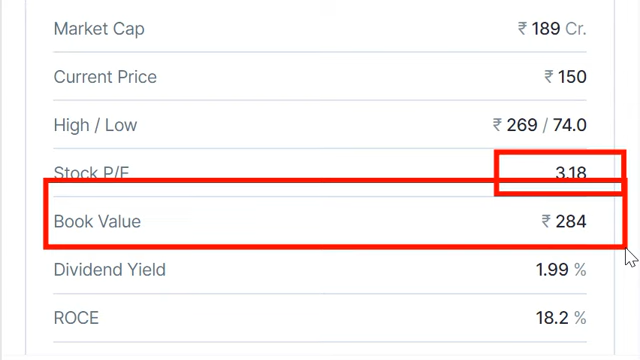 Market Cap ₹ 189 Cr.
Current Price ₹ 150
High / Low ₹ 269 / 74.0
Stock P/E 3.18
Book Value ₹ 284
Dividend Yield 1.99 %
ROCE 18.2 %